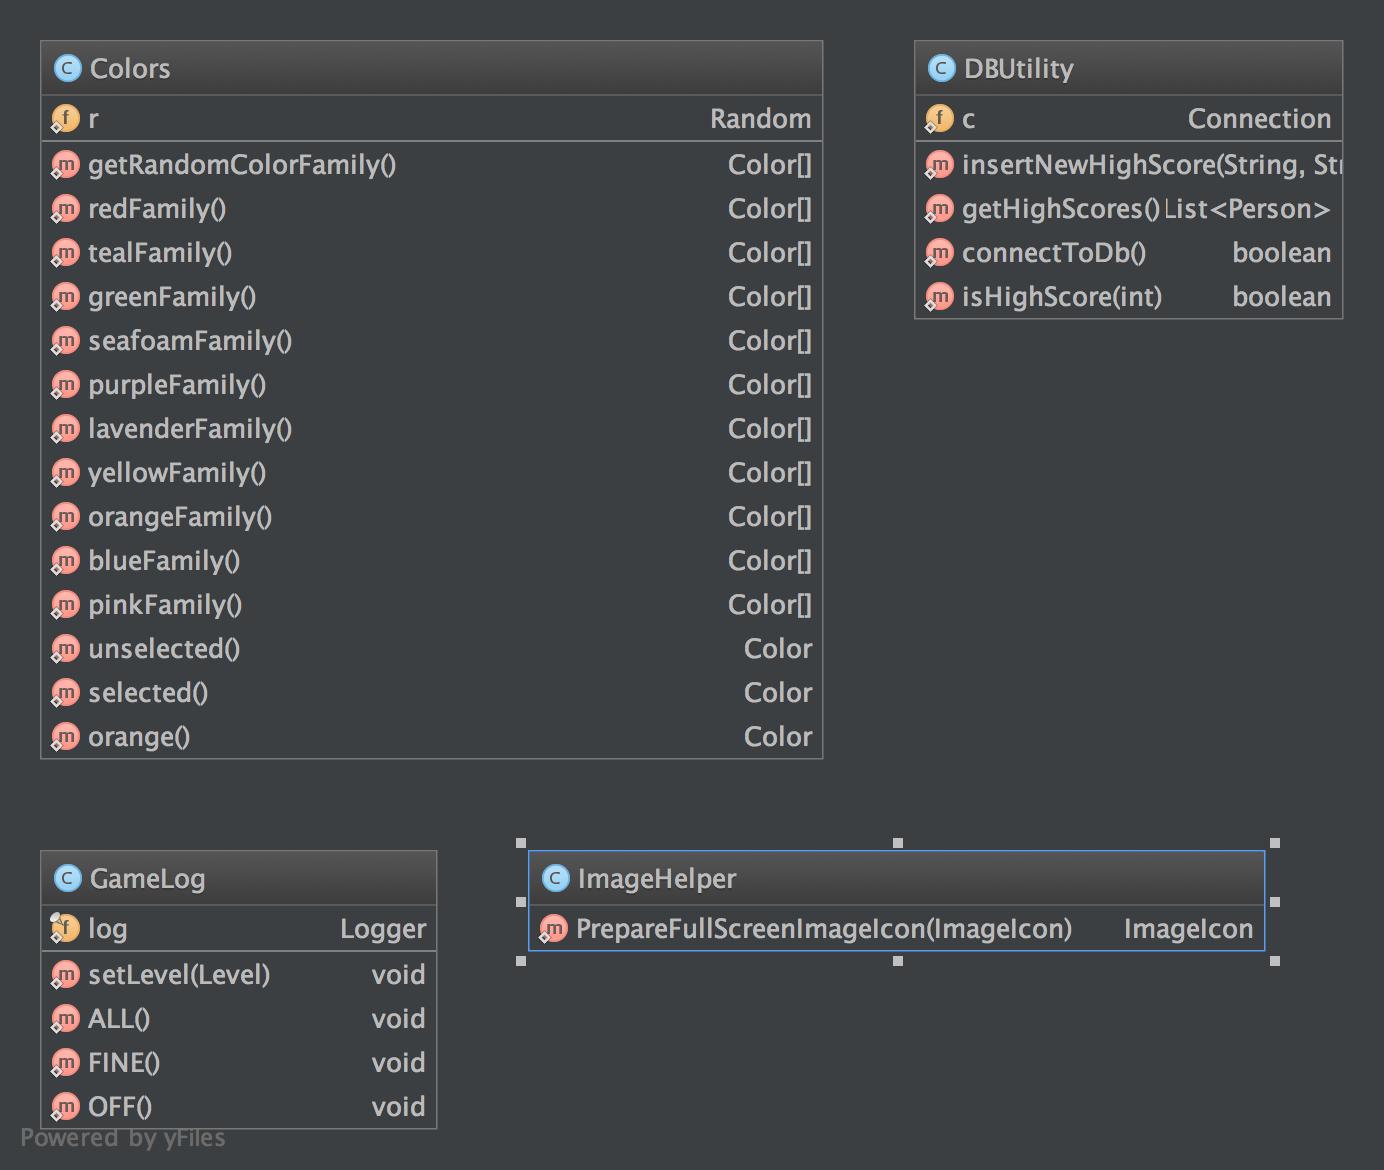 C Colors
f r Random
m getRandomColorFamily() Color[]
m redFamily() Color[]
m tealFamily() Color[]
m greenFamily() Color[]
m seafoamFamily() Color[]
m purpleFamily() Color[]
m lavenderFamily() Color[]
m yellowFamily() Color[]
m orangeFamily() Color[]
m blueFamily() Color[]
m pinkFamily() Color[]
m unselected() Color
m selected() Color
m orange() Color
C DBUtility
f c Connection
m insertNewHighScore(String, Str
m getHighScores() List<Person>
m connectToDb() boolean
m isHighScore(int) boolean
C GameLog
f log Logger
m setLevel(Level) void
m ALL() void
m FINE() void
m OFF() void
C ImageHelper
m PrepareFullScreenImageIcon(ImageIcon) ImageIcon
Powered by yFiles